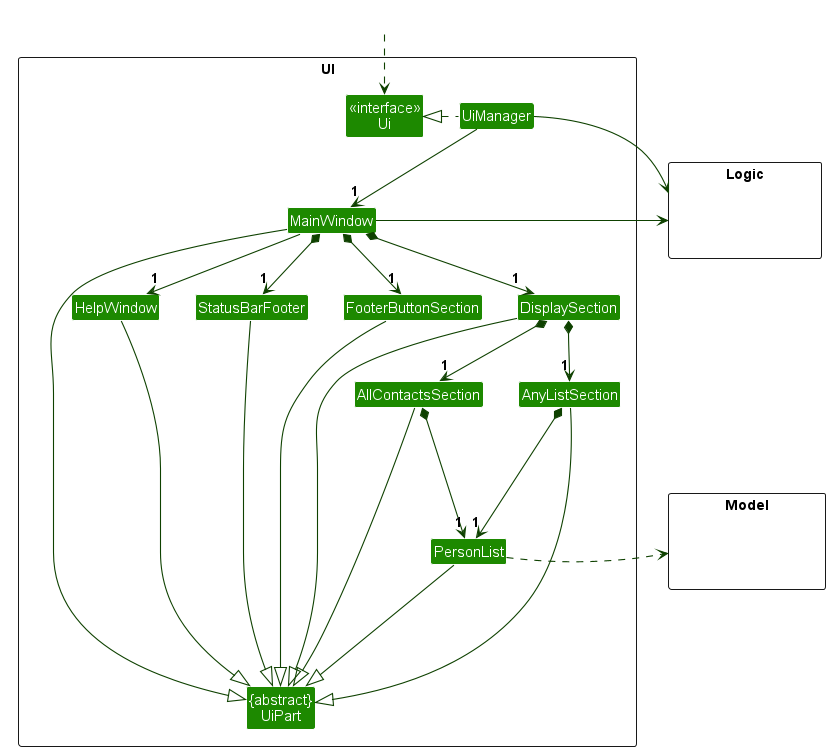 UI
«interface»
Ui
UiManager
Logic
1
MainWindow
1
1
1
1
HelpWindow
StatusBarFooter
FooterButtonSection
DisplaySection
1
1
AllContactsSection
AnyListSection
Model
1
1
PersonList
{abstract}
UiPart